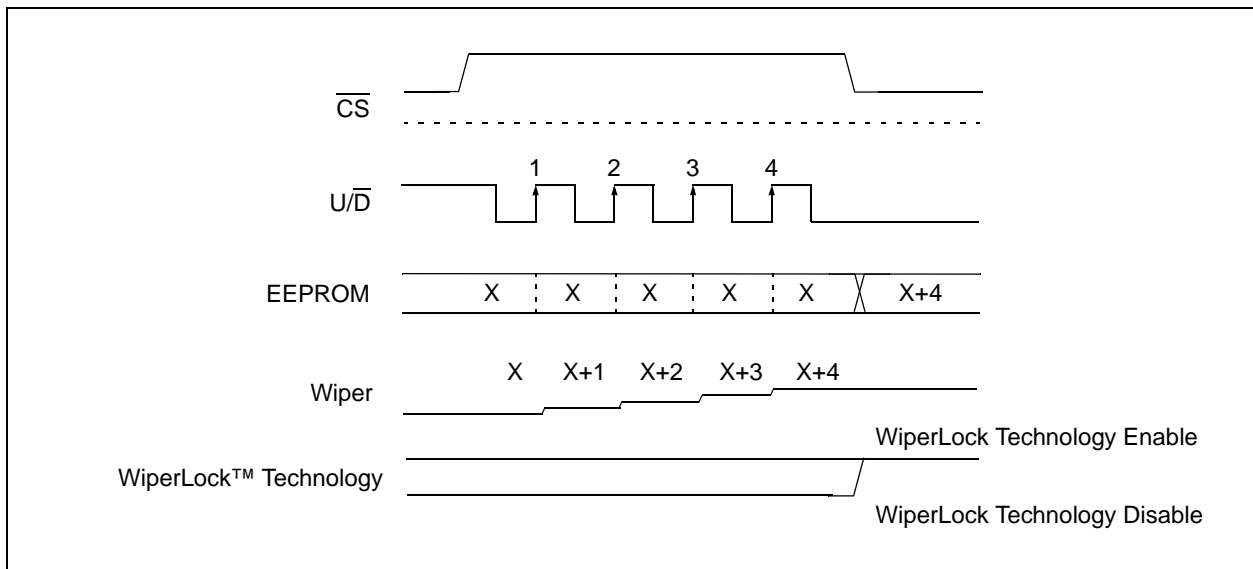 C̅S̅
1 2 3 4
U/D̅
EEPROM X X X X X X+4
X X+1 X+2 X+3 X+4
Wiper
WiperLock Technology Enable
WiperLock™ Technology
WiperLock Technology Disable